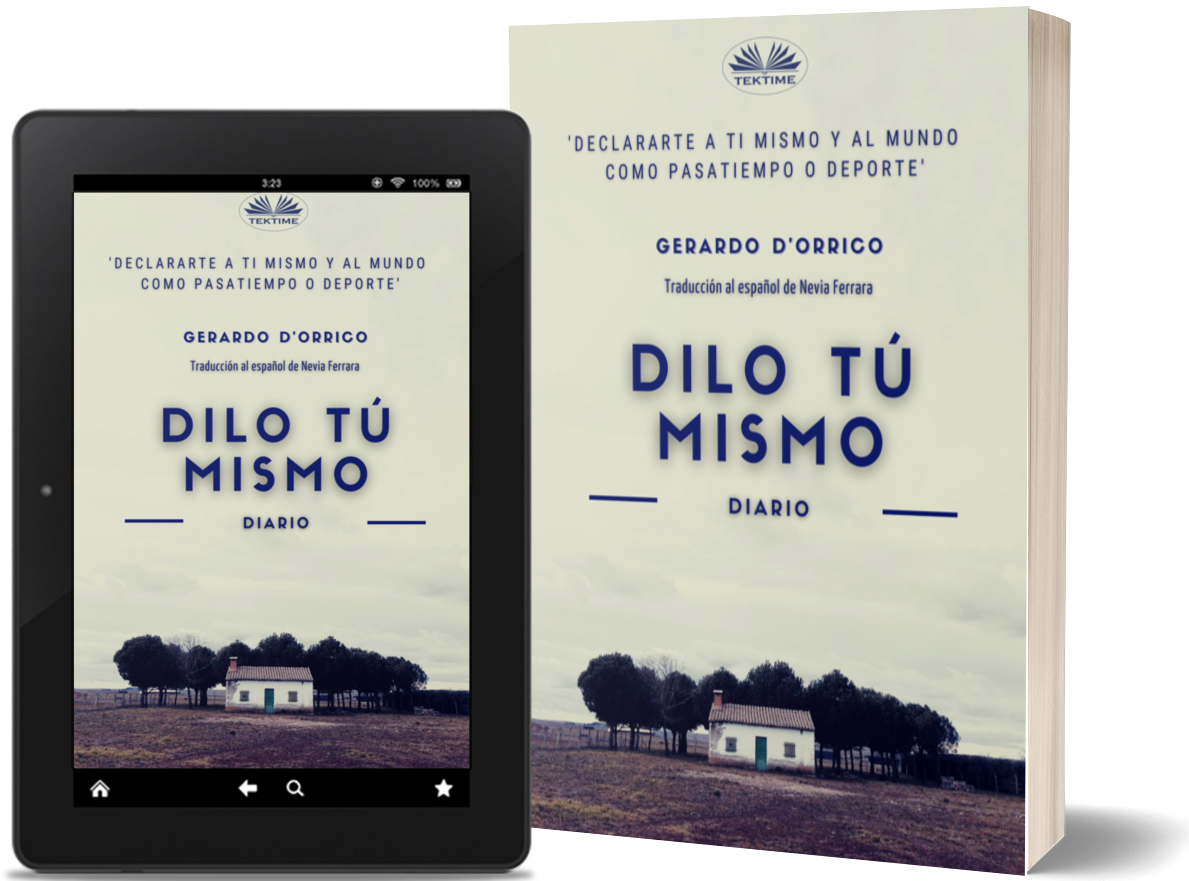 3:23
100%
TEKTIME
'DECLARARTE A TI MISMO Y AL MUNDO
COMO PASATIEMPO O DEPORTE'
GERARDO D'ORRICO
Traducción al español de Nevia Ferrara
DILO TÚ
MISMO
DIARIO
TEKTIME
'DECLARARTE A TI MISMO Y AL MUNDO
COMO PASATIEMPO O DEPORTE'
GERARDO D'ORRICO
Traducción al español de Nevia Ferrara
DILO TÚ
MISMO
DIARIO